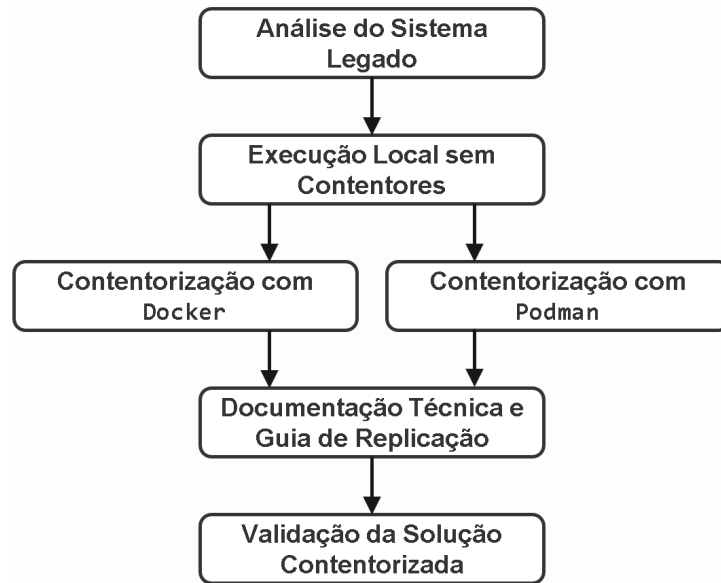 Análise do Sistema
Legado
Execução Local sem
Contentores
Contentorização com
Docker
Contentorização com
Podman
Documentação Técnica e
Guia de Replicação
Validação da Solução
Contentorizada